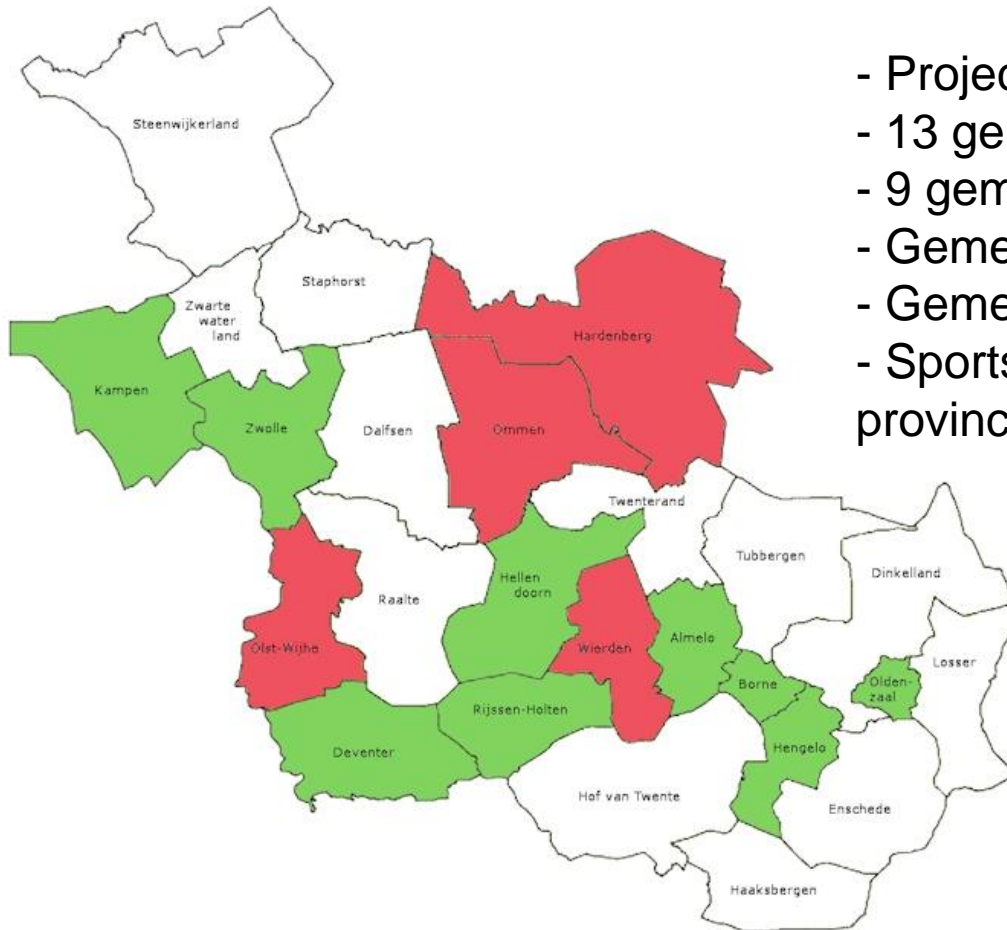 - Projec
- 13 ge
- 9 gem
- Geme
- Geme
- Sports
provinc
Steenwijkerland
Staphorst
Zwarte
water
land
Hardenberg
Kampen
Zwolle
Dalfsen
Ommen
Twenterand
Tubbergen
Dinkelland
Hellen
doorn
Raalte
Almelo
Losser
Olst-Wijhe
Wierden
Borne
Olden-
zaal
Rijssen-Holten
Deventer
Hengelo
Hof van Twente
Enschede
Haaksbergen